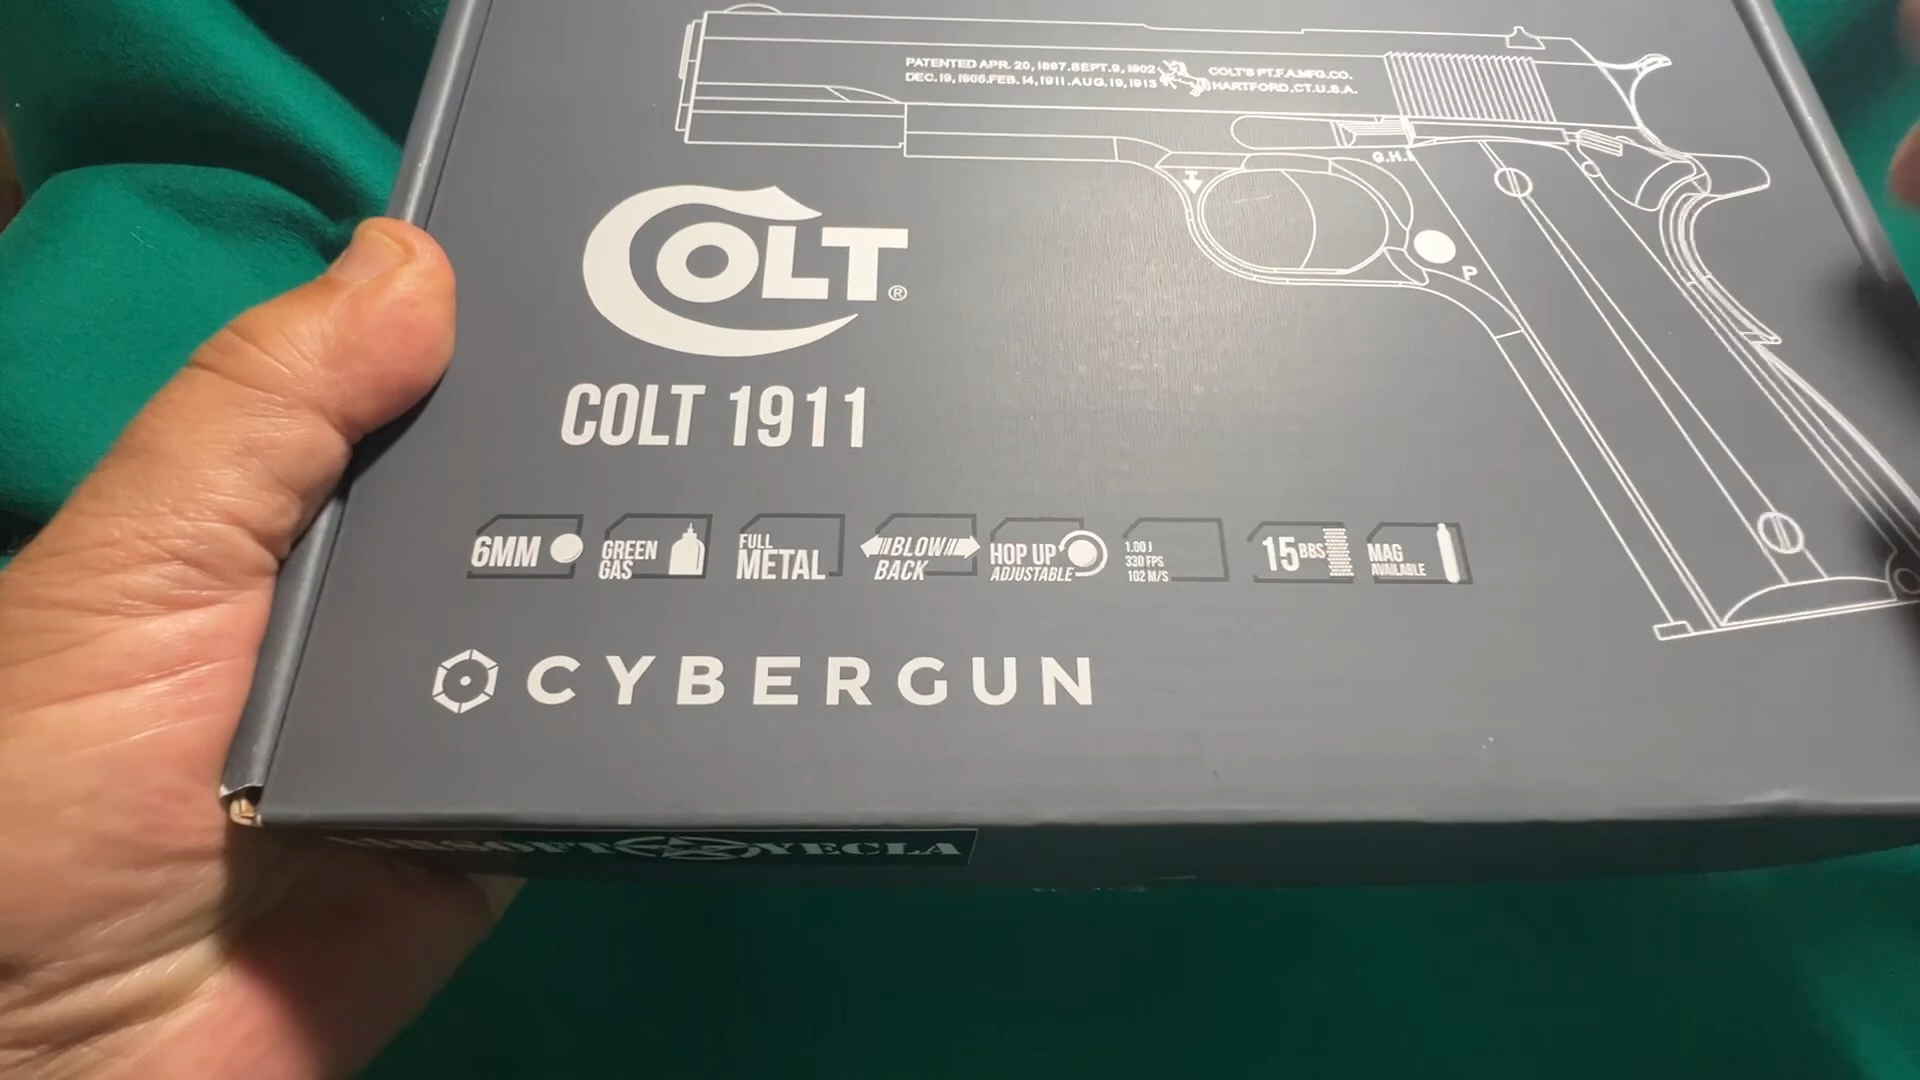 PATENTED APR. 20, 1897.SEPT. 9, 1902
DEC. 19, 1905.FEB. 14, 1911. AUG. 19, 1913
COLT'S PT. F. A. MFG. CO.
HARTFORD, CT. U. S. A.
G.H.
P
COLT®
COLT 1911
6MM
GREEN GAS
FULL METAL
BLOW BACK
HOP UP ADJUSTABLE
1.00 J
330 FPS
102 M/S
15 BBS
MAG AVAILABLE
CYBERGUN
AIRSOFT YECLA